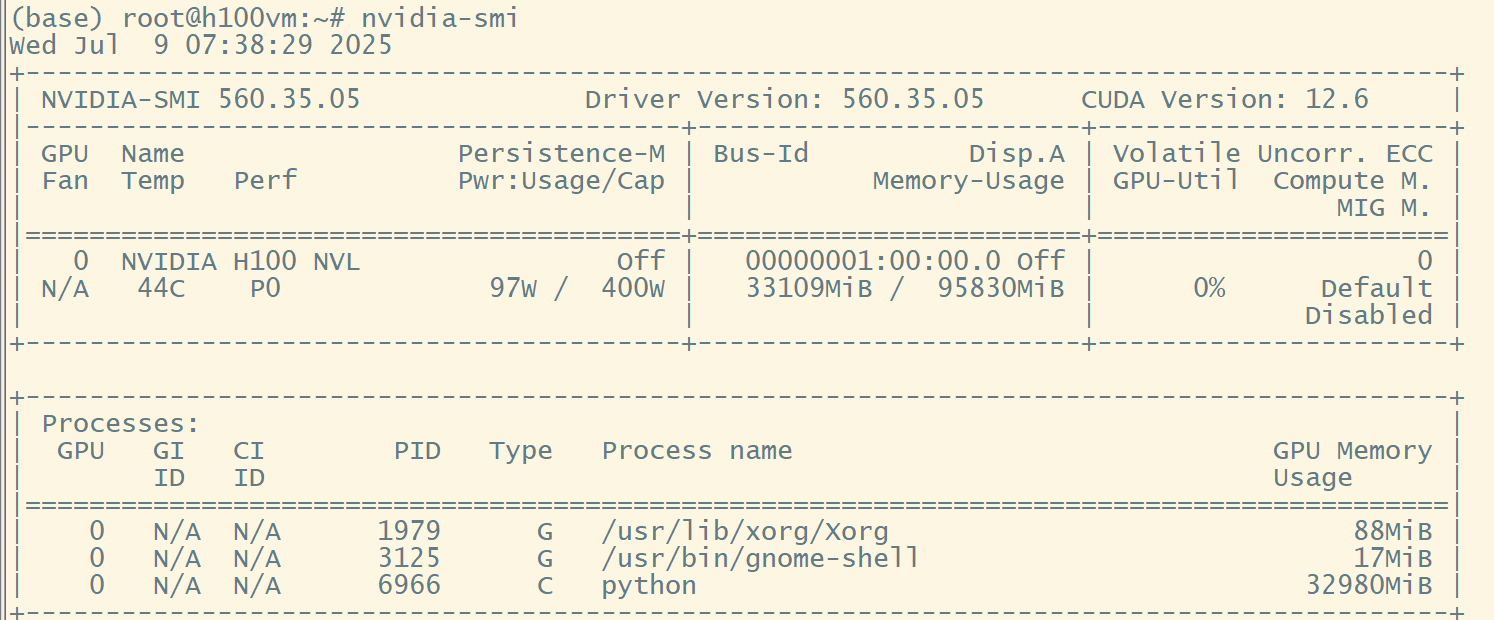 (base) root@h100vm:~# nvidia-smi
Wed Jul  9 07:38:29 2025
+-----------------------------------------------------------------------------------------+
| NVIDIA-SMI 560.35.05              Driver Version: 560.35.05      CUDA Version: 12.6     |
|-----------------------------------------+------------------------+----------------------+
| GPU  Name                 Persistence-M | Bus-Id          Disp.A | Volatile Uncorr. ECC |
| Fan  Temp   Perf          Pwr:Usage/Cap |           Memory-Usage | GPU-Util  Compute M. |
|                                         |                        |               MIG M. |
|=========================================+========================+======================|
|   0  NVIDIA H100 NVL                Off |   00000001:00:00.0 Off |                    0 |
| N/A   44C    P0             97W /  400W |   33109MiB /  95830MiB |      0%      Default |
|                                         |                        |             Disabled |
+-----------------------------------------+------------------------+----------------------+

+-----------------------------------------------------------------------------------------+
| Processes:                                                                              |
|  GPU   GI   CI        PID   Type   Process name                              GPU Memory |
|        ID   ID                                                               Usage      |
|=========================================================================================|
|    0   N/A  N/A      1979      G   /usr/lib/xorg/Xorg                             88MiB |
|    0   N/A  N/A      3125      G   /usr/bin/gnome-shell                           17MiB |
|    0   N/A  N/A      6966      C   python                                      32980MiB |
+-----------------------------------------------------------------------------------------+